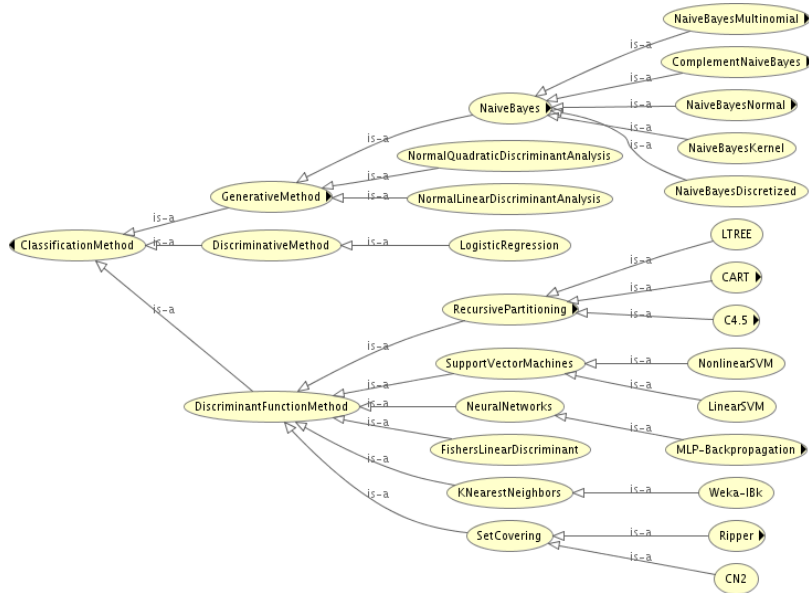 NaiveBayesMultinomial
is-a
ComplementNaiveBayes
is-a
NaiveBayes
NaiveBayesNormal
is-a
is-a
is-a
NaiveBayesKernel
is-a
NormalQuadraticDiscriminantAnalysis
is-a
NaiveBayesDiscretized
GenerativeMethod
is-a
NormalLinearDiscriminantAnalysis
is-a
LTREE
ClassificationMethod
is-a
DiscriminativeMethod
is-a
LogisticRegression
is-a
CART
is-a
is-a
RecursivePartitioning
is-a
C4.5
is-a
SupportVectorMachines
is-a
NonlinearSVM
is-a
is-a
DiscriminantFunctionMethod
is-a
NeuralNetworks
LinearSVM
is-a
is-a
FishersLinearDiscriminant
MLP-Backpropagation
is-a
KNearestNeighbors
is-a
Weka-IBk
is-a
SetCovering
is-a
Ripper
is-a
CN2